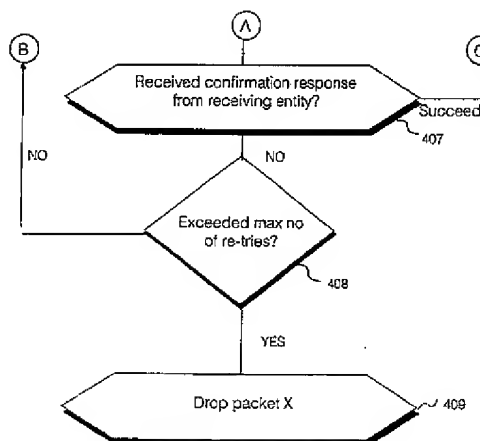 B
A
C
Received confirmation response
from receiving entity?
Succeed
407
NO
NO
Exceeded max no
of re-tries?
408
YES
Drop packet X
409